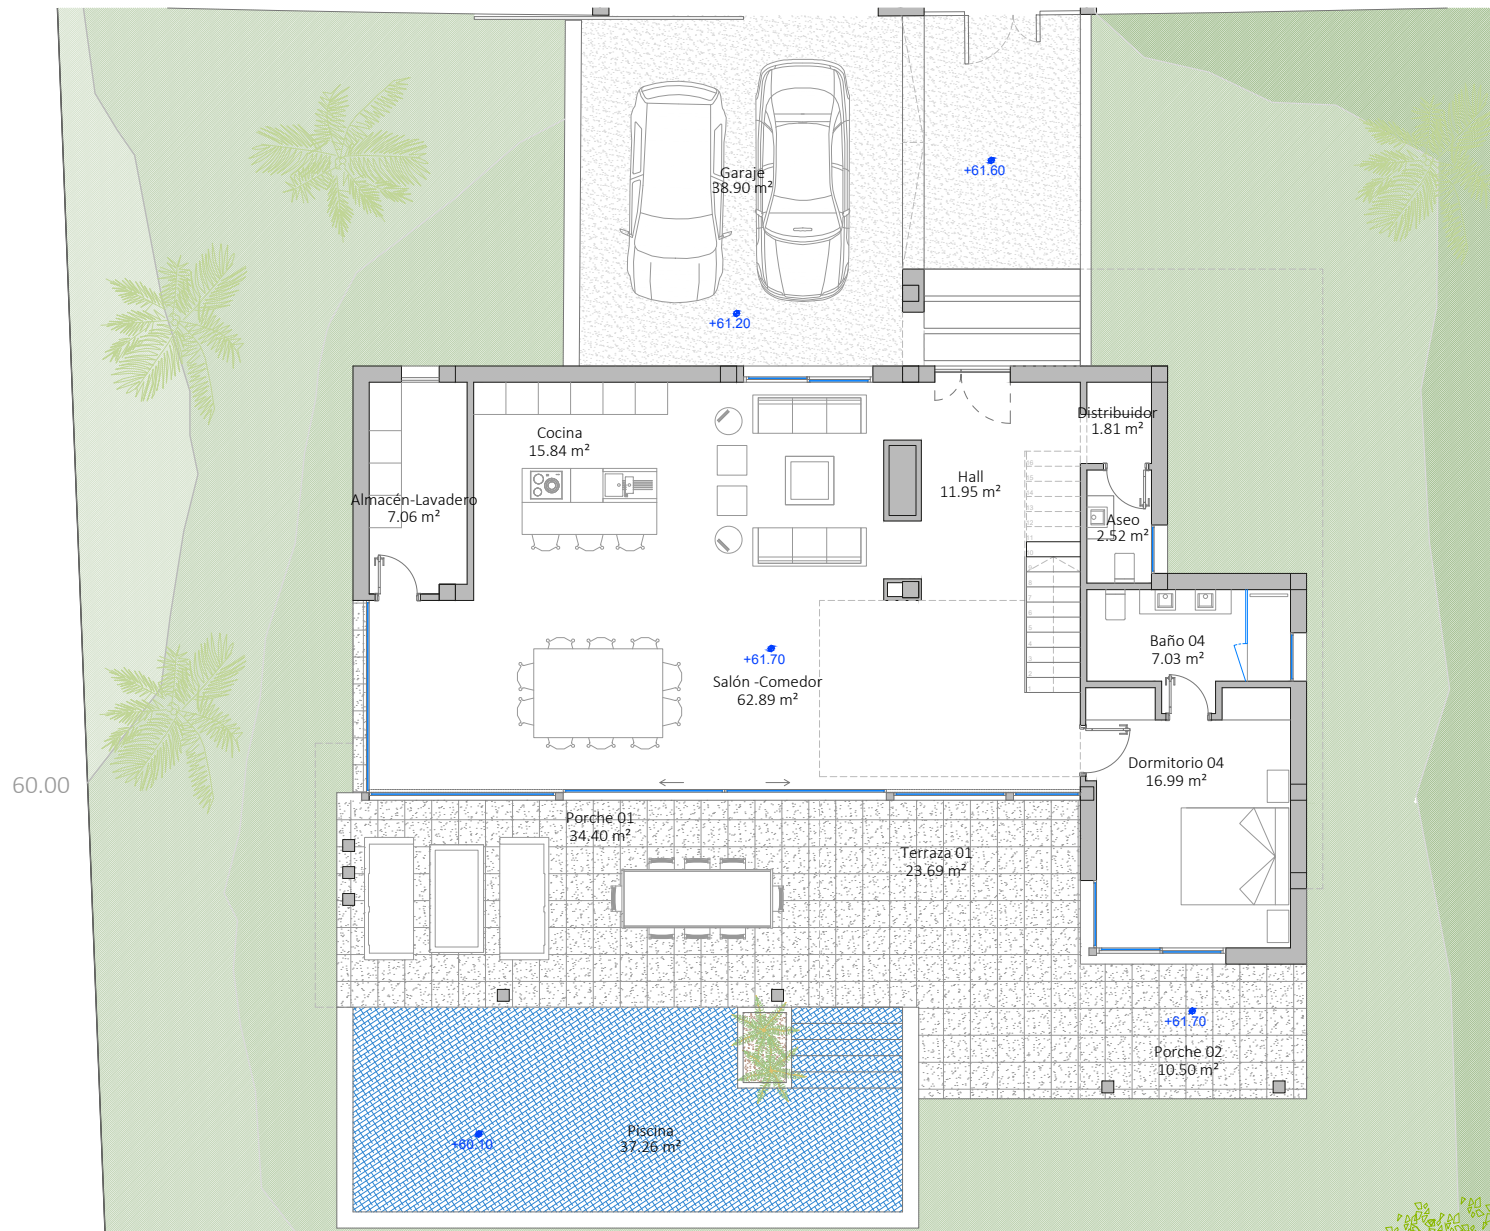 Garaje
38.90 m²
+61.60
+61.20
Distribuidor
1.81 m²
Cocina
15.84 m²
Hall
11.95 m²
Almacén-Lavadero
7.06 m²
Aseo
2.52 m²
Baño 04
7.03 m²
+61.70
Salón -Comedor
62.89 m²
Dormitorio 04
16.99 m²
60.00
Porche 01
34.40 m²
Terraza 01
23.69 m²
+61.70
Porche 02
10.50 m²
Piscina
37.26 m²
+60.10